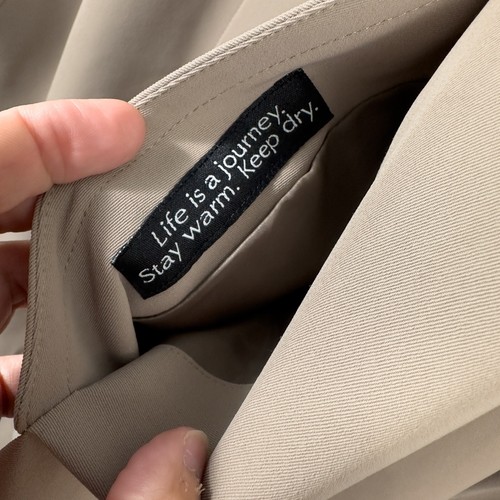 Life is a journey.
Stay warm. Keep dry.